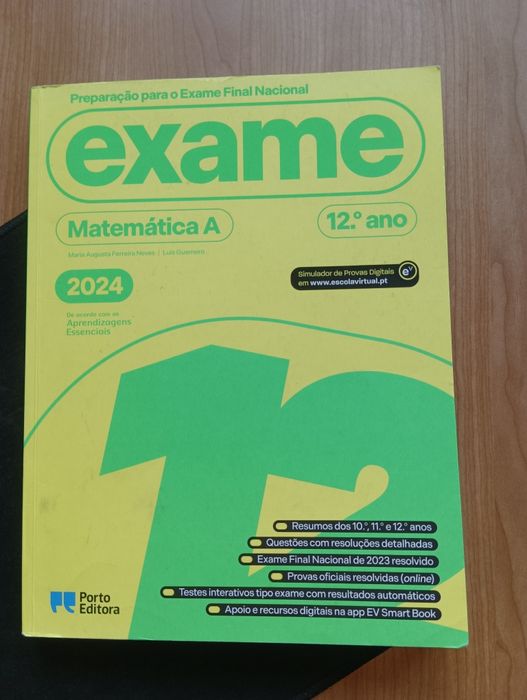 Preparação para o Exame Final Nacional
exame
Matemática A
12.º ano
Maria Augusta Ferreira Neves | Luís Guerreiro
Simulador de Provas Digitais
em www.escolavirtual.pt
eV
2024
De acordo com as
Aprendizagens
Essenciais
12
Resumos dos 10.º, 11.º e 12.º anos
Questões com resoluções detalhadas
Exame Final Nacional de 2023 resolvido
Provas oficiais resolvidas (online)
Testes interativos tipo exame com resultados automáticos
Apoio e recursos digitais na app EV Smart Book
Porto
Editora